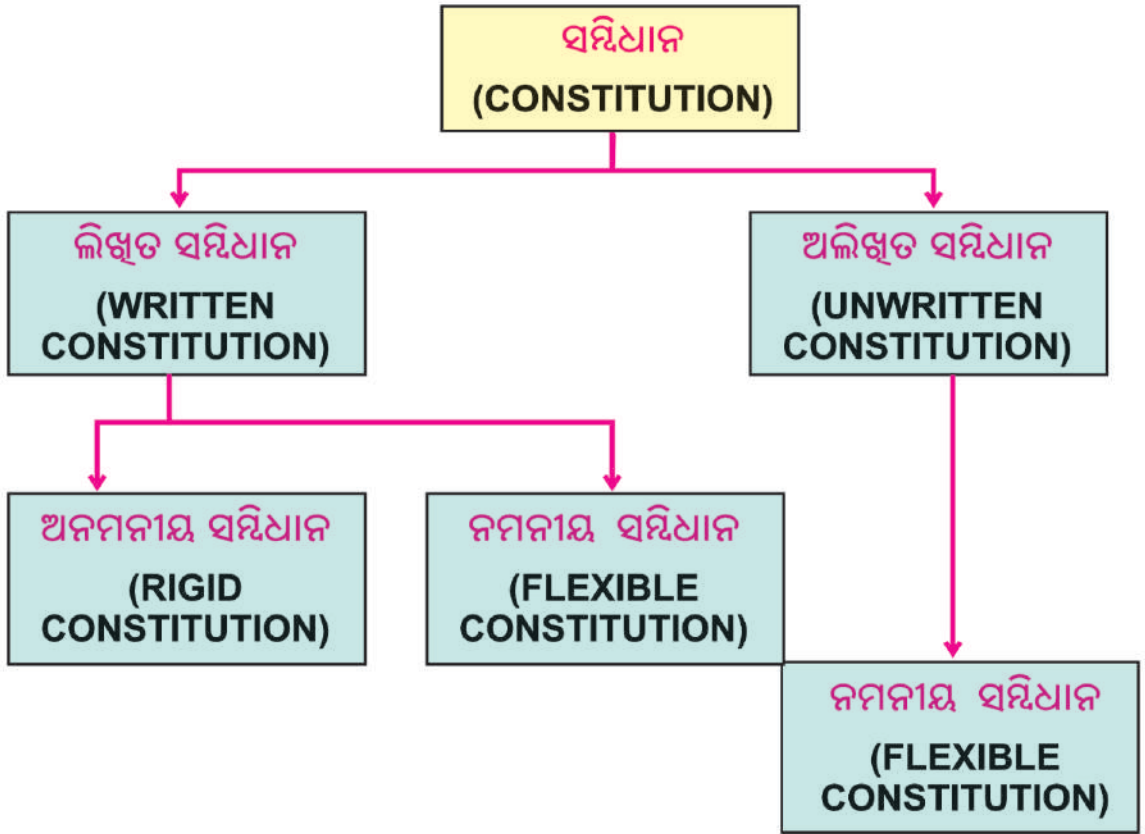 ସମ୍ବିଧାନ
(CONSTITUTION)
ଲିଖିତ ସମ୍ବିଧାନ
(WRITTEN
CONSTITUTION)
ଅଲିଖିତ ସମ୍ବିଧାନ
(UNWRITTEN
CONSTITUTION)
ଅନମନୀୟ ସମ୍ବିଧାନ
(RIGID
CONSTITUTION)
ନମନୀୟ ସମ୍ବିଧାନ
(FLEXIBLE
CONSTITUTION)
ନମନୀୟ ସମ୍ବିଧାନ
(FLEXIBLE
CONSTITUTION)